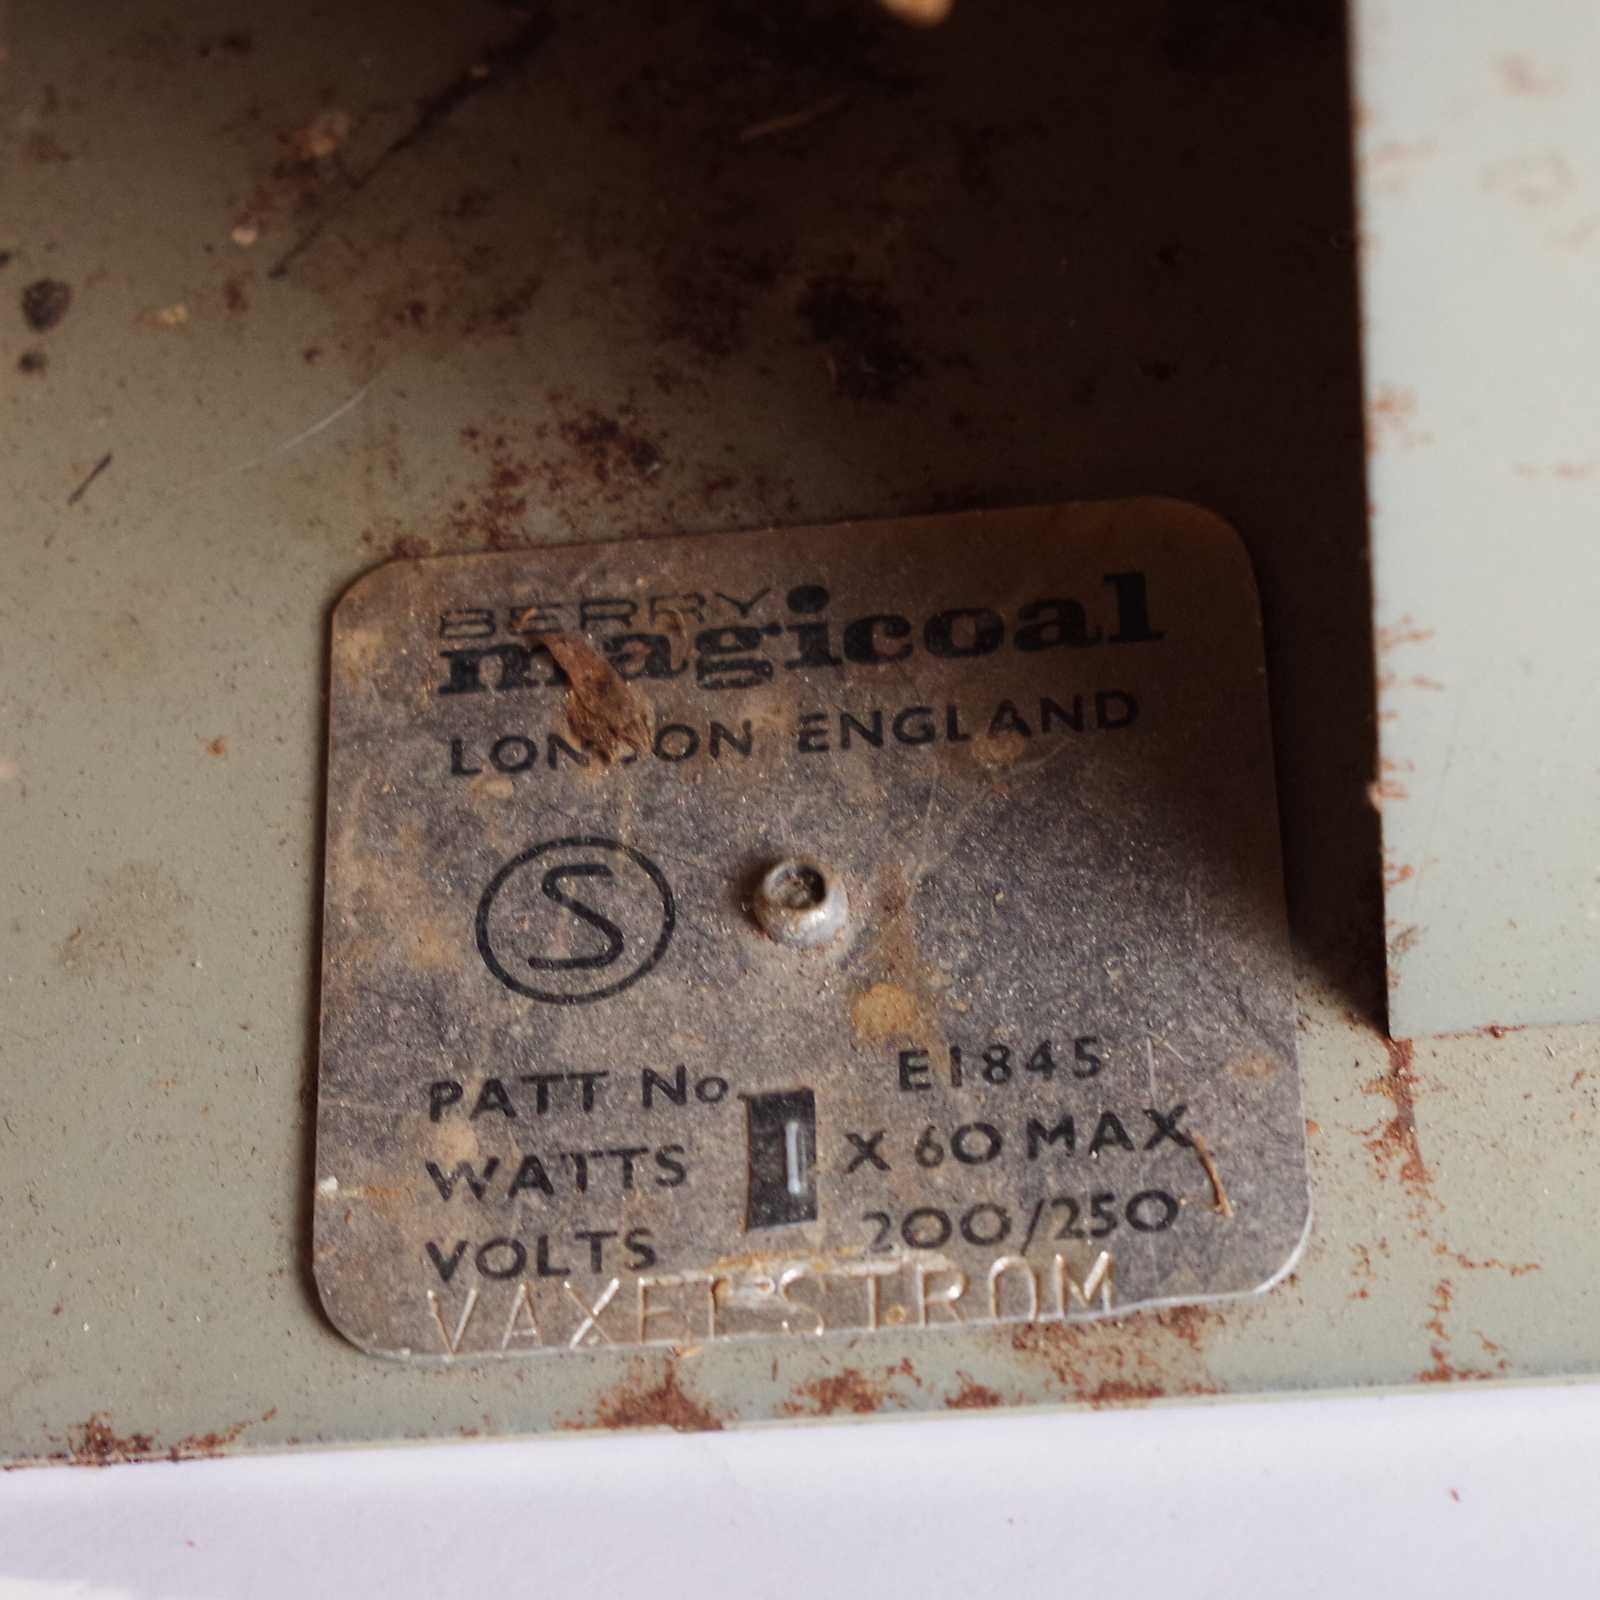 BERRY
magicoal
LONDON ENGLAND
S
PATT No. E1845
WATTS 1 X 60 MAX
VOLTS 200/250
VAXELSTROM